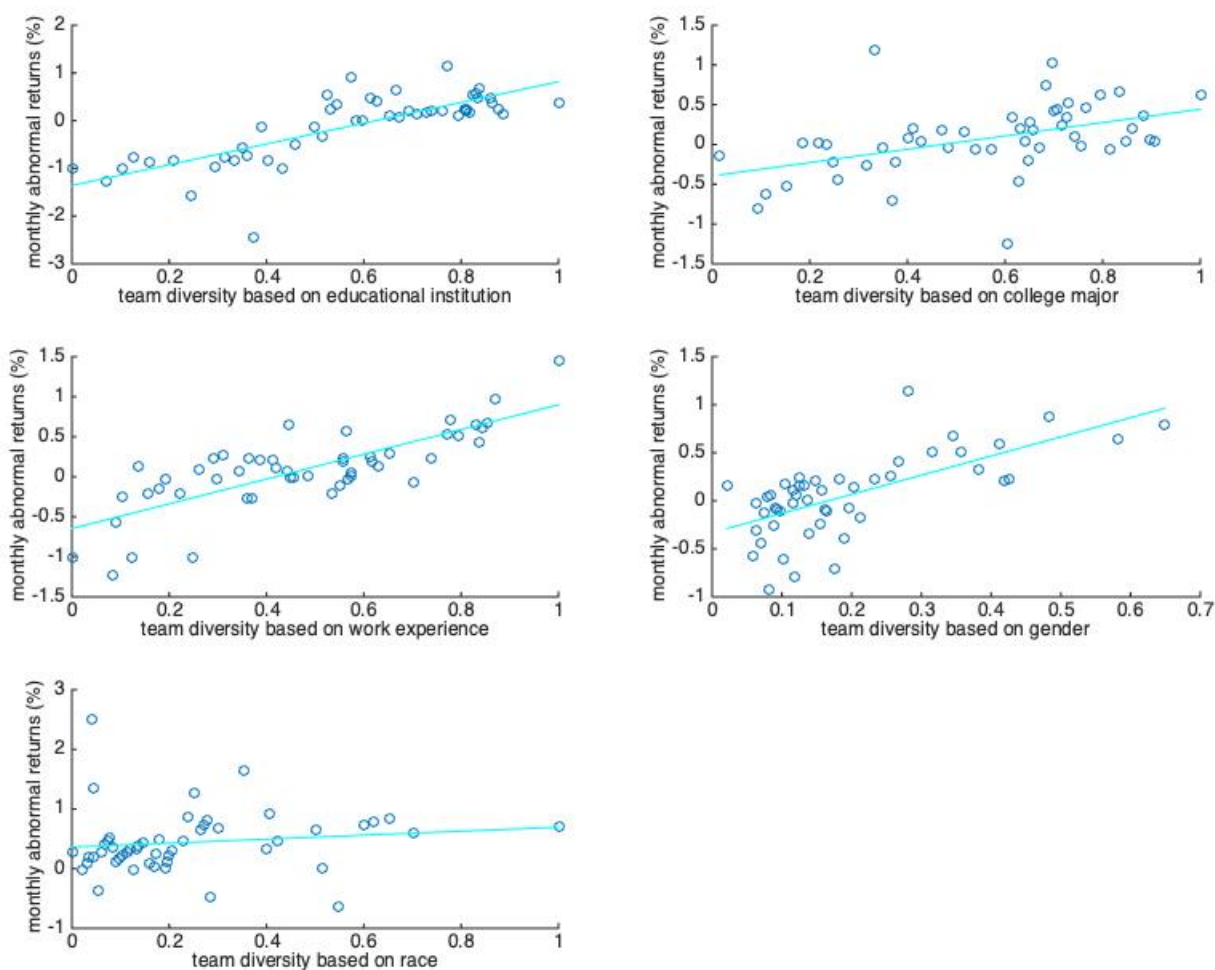 2
1
0
-1
-2
-3
monthly abnormal returns (%)
0 0.2 0.4 0.6 0.8 1
team diversity based on educational institution
1.5
1
0.5
0
-0.5
-1
-1.5
monthly abnormal returns (%)
0 0.2 0.4 0.6 0.8 1
team diversity based on college major
1.5
1
0.5
0
-0.5
-1
-1.5
monthly abnormal returns (%)
0 0.2 0.4 0.6 0.8 1
team diversity based on work experience
1.5
1
0.5
0
-0.5
-1
monthly abnormal returns (%)
0 0.1 0.2 0.3 0.4 0.5 0.6 0.7
team diversity based on gender
3
2
1
0
-1
monthly abnormal returns (%)
0 0.2 0.4 0.6 0.8 1
team diversity based on race